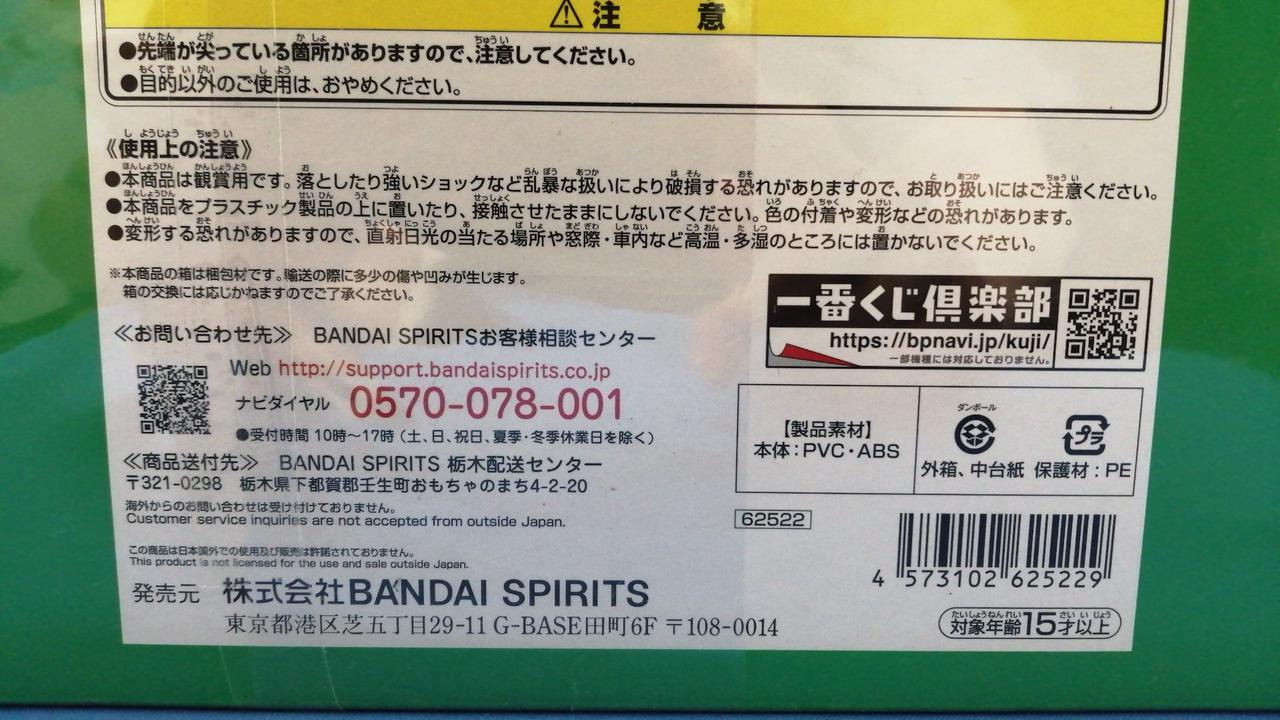 ⚠注 意
●先端が尖っている箇所がありますので、注意してください。
●目的以外のご使用は、おやめください。
《使用上の注意》
●本商品は観賞用です。落としたり強いショックなど乱暴な扱いにより破損する恐れがありますので、お取り扱いにはご注意ください。
●本商品をプラスチック製品の上に置いたり、接触させたままにしないでください。色の付着や変形などの恐れがあります。
●変形する恐れがありますので、直射日光の当たる場所や窓際・車内など高温・多湿のところには置かないでください。
※本商品の箱は梱包材です。輸送の際に多少の傷や凹みが生じます。
箱の交換には応じかねますのでご了承ください。
≪お問い合わせ先≫ BANDAI SPIRITSお客様相談センター
Web http://support.bandaispirits.co.jp
ナビダイヤル 0570-078-001
●受付時間 10時〜17時（土、日、祝日、夏季・冬季休業日を除く）
≪商品送付先≫ BANDAI SPIRITS 栃木配送センター
〒321-0298 栃木県下都賀郡壬生町おもちゃのまち4-2-20
海外からのお問い合わせは受け付けておりません。
Customer service inquiries are not accepted from outside Japan.
この商品は日本国外での使用及び販売は許諾されておりません。
This product is not licensed for the use and sale outside Japan.
発売元 株式会社BANDAI SPIRITS
東京都港区芝五丁目29-11 G-BASE田町6F 〒108-0014
一番くじ倶楽部
https://bpnavi.jp/kuji/
一部機種には対応しておりません。
【製品素材】
本体：PVC・ABS
ダンボール
外箱、中台紙
プラ
保護材：PE
62522
4 573102 625229
対象年齢15才以上